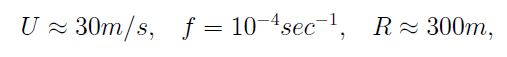 U ≈ 30m/s, f = 10⁻⁴sec⁻¹, R ≈ 300m,